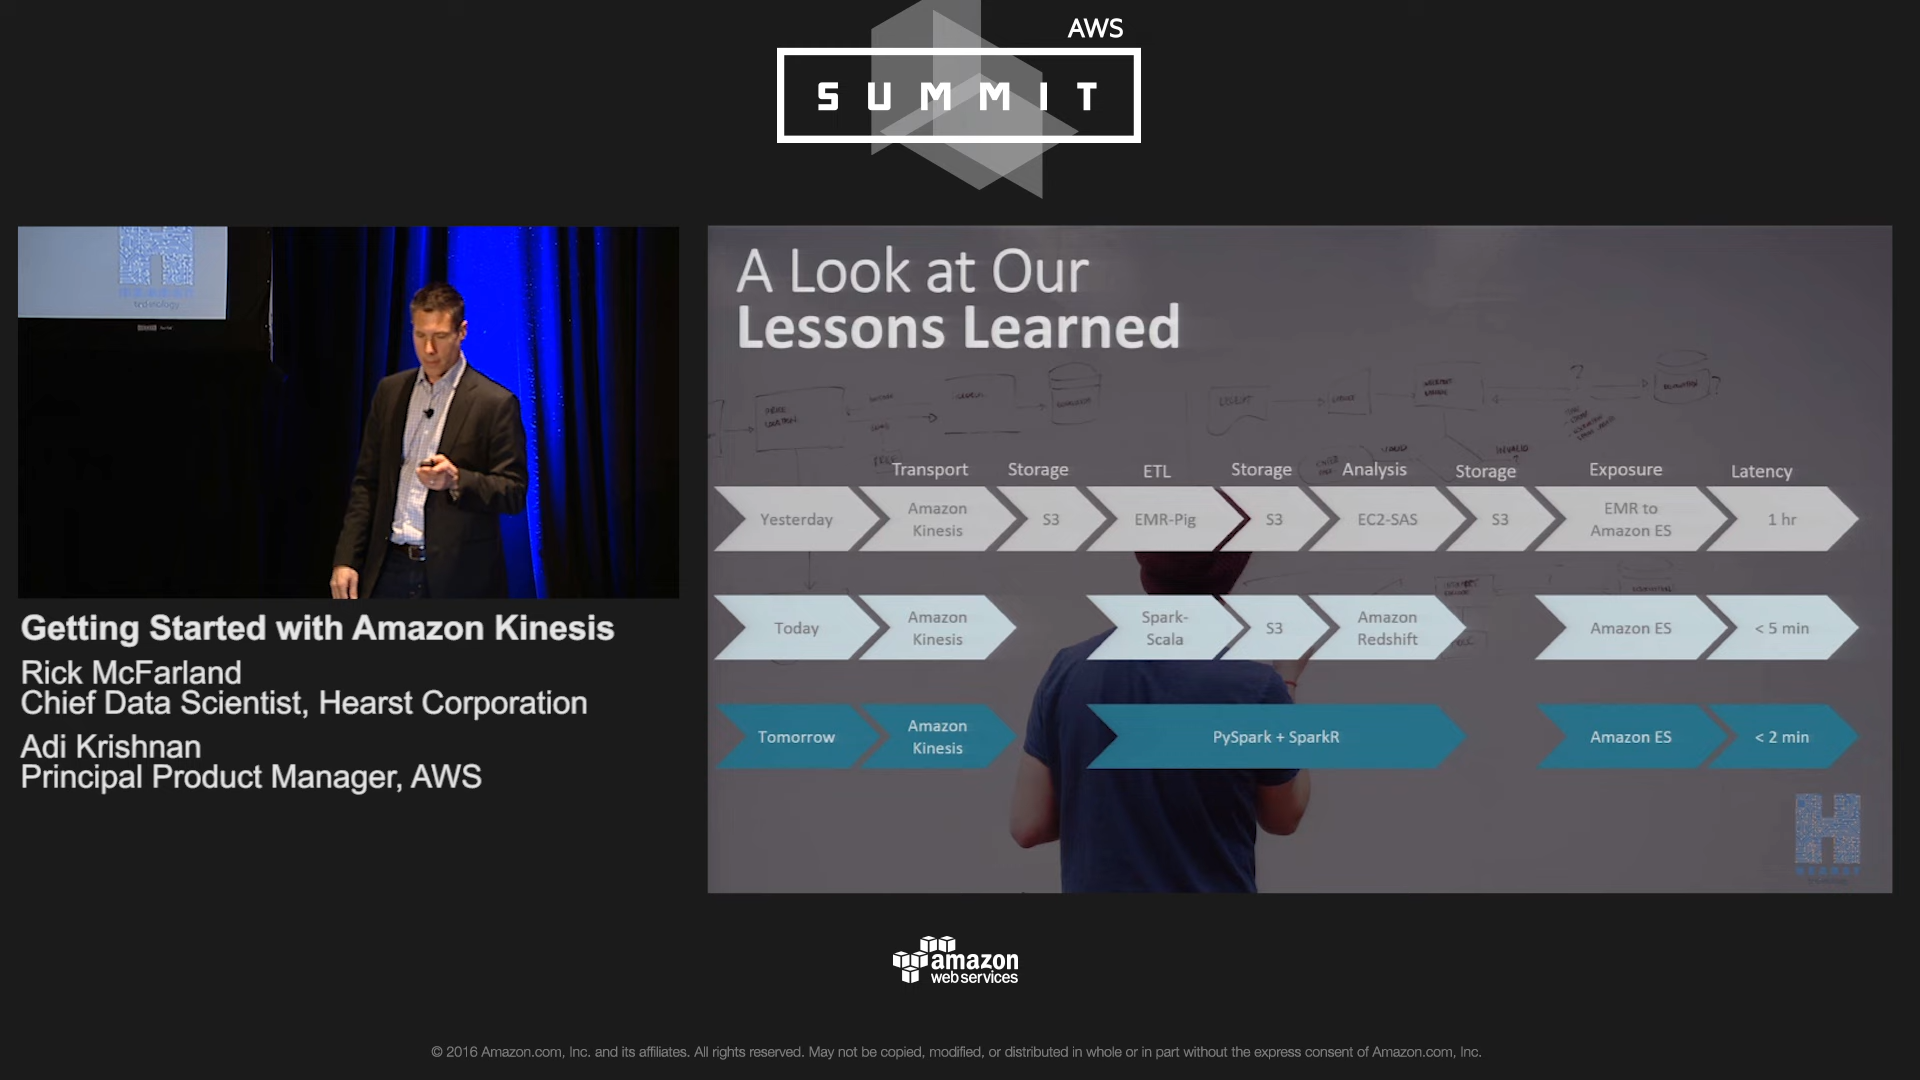 AWS
SUMMIT
Getting Started with Amazon Kinesis
Rick McFarland
Chief Data Scientist, Hearst Corporation
Adi Krishnan
Principal Product Manager, AWS
A Look at Our
Lessons Learned
Transport Storage ETL Storage Analysis Storage Exposure Latency
Yesterday
Amazon
Kinesis
S3
EMR-Pig
S3
EC2-SAS
S3
EMR to
Amazon ES
1 hr
Today
Amazon
Kinesis
Spark-
Scala
S3
Amazon
Redshift
Amazon ES
< 5 min
Tomorrow
Amazon
Kinesis
PySpark + SparkR
Amazon ES
< 2 min
HEARST
amazon
web services
© 2016 Amazon.com, Inc. and its affiliates. All rights reserved. May not be copied, modified, or distributed in whole or in part without the express consent of Amazon.com, Inc.